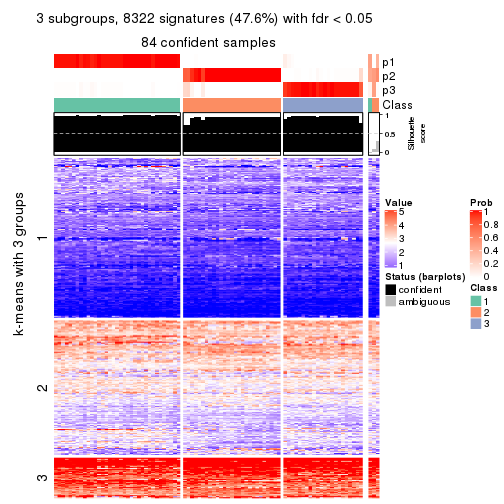 3 subgroups, 8322 signatures (47.6%) with fdr < 0.05
84 confident samples
p1
p2
p3
Class
1
0.5
0
Silhouette
score
k-means with 3 groups
1
2
3
Value
5
4
3
2
1
Status (barplots)
confident
ambiguous
Prob
1
0.8
0.6
0.4
0.2
0
Class
1
2
3